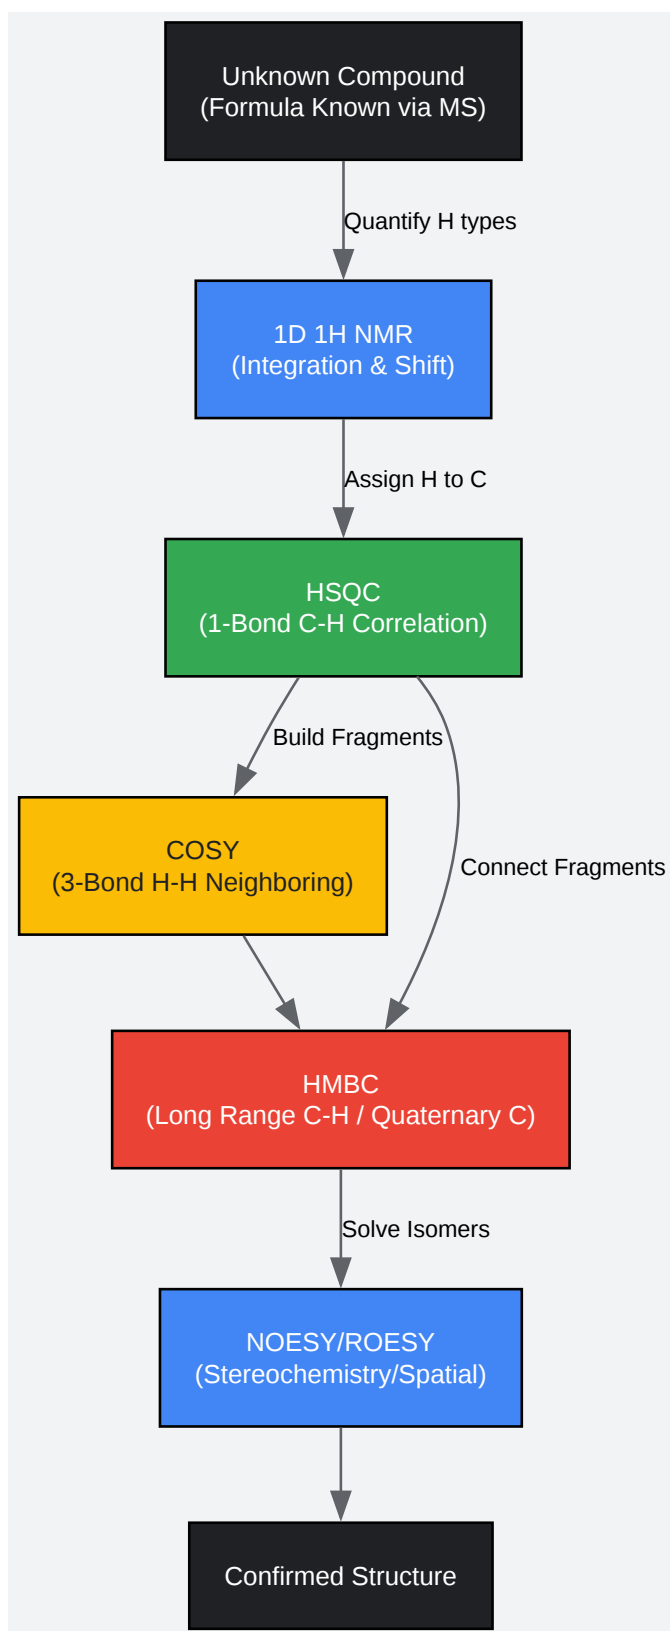 Unknown Compound
(Formula Known via MS)
Quantify H types
1D 1H NMR
(Integration & Shift)
Assign H to C
HSQC
(1-Bond C-H Correlation)
Build Fragments
COSY
(3-Bond H-H Neighboring)
Connect Fragments
HMBC
(Long Range C-H / Quaternary C)
Solve Isomers
NOESY/ROESY
(Stereochemistry/Spatial)
Confirmed Structure